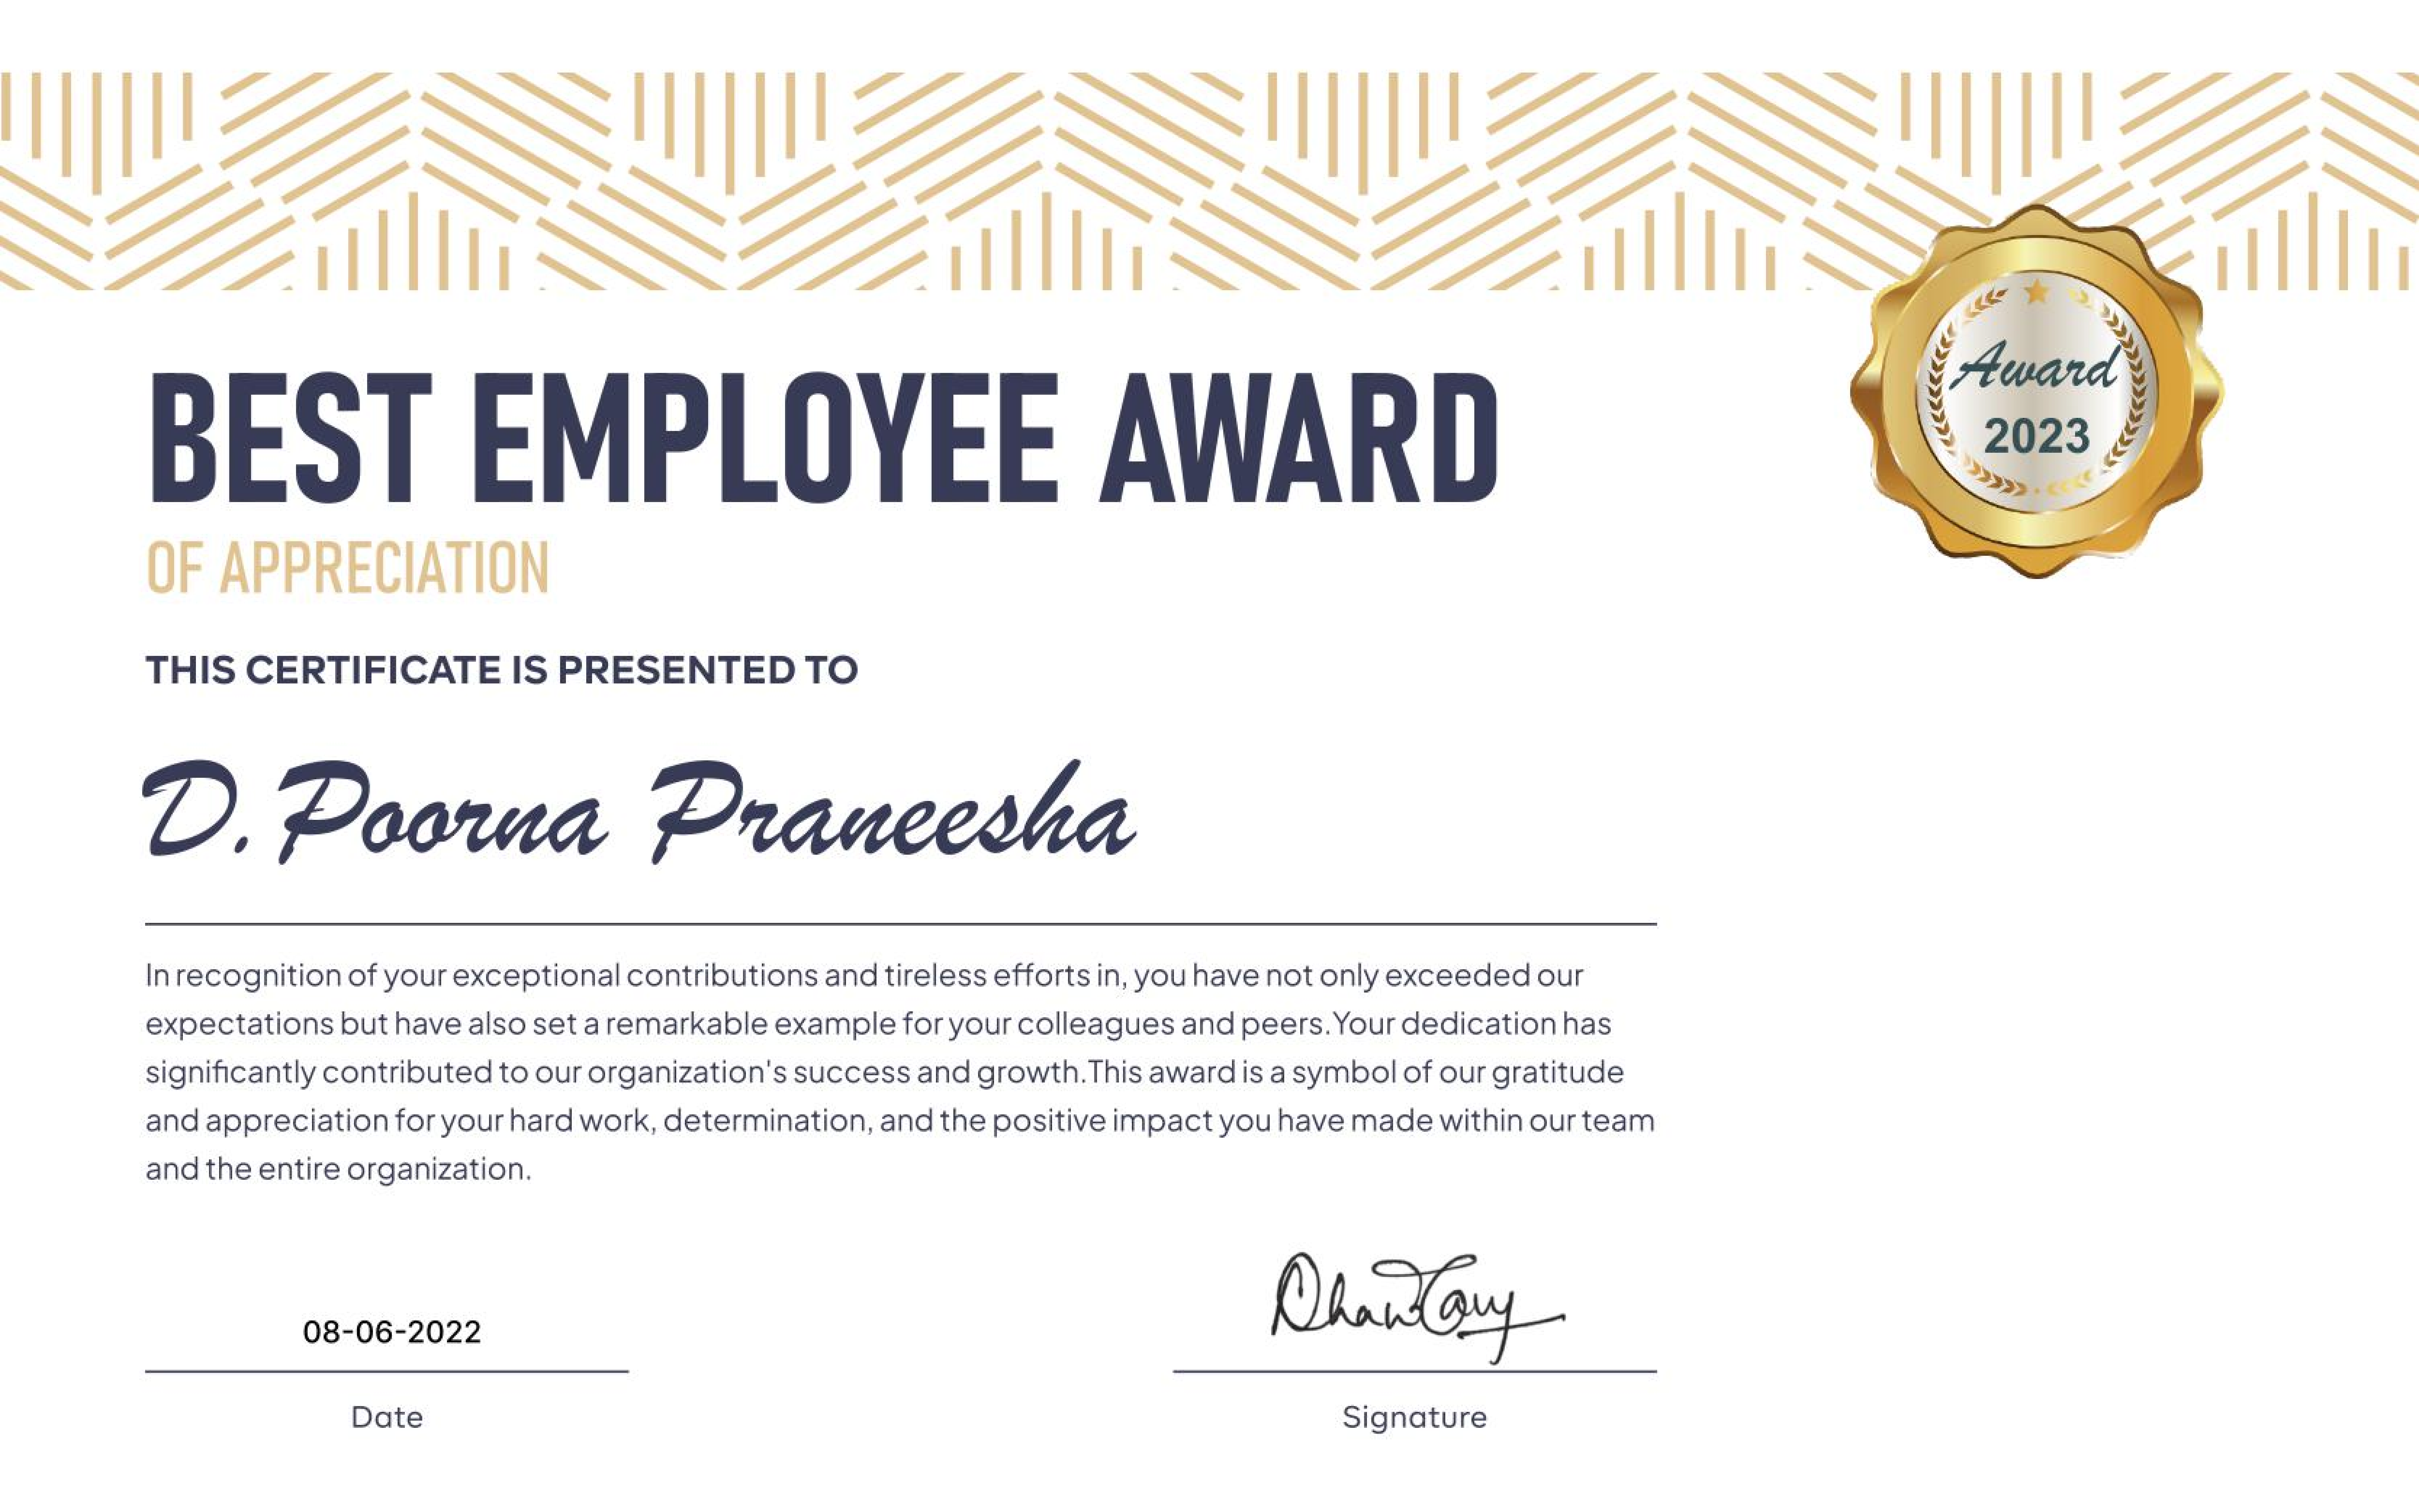 BEST EMPLOYEE AWARD
Award
2023
OF APPRECIATION
THIS CERTIFICATE IS PRESENTED TO
D. Poorna Praneesha
In recognition of your exceptional contributions and tireless efforts in, you have not only exceeded our
expectations but have also set a remarkable example for your colleagues and peers.Your dedication has
significantly contributed to our organization's success and growth.This award is a symbol of our gratitude
and appreciation for your hard work, determination, and the positive impact you have made within our team
and the entire organization.
08-06-2022
Date
Signature